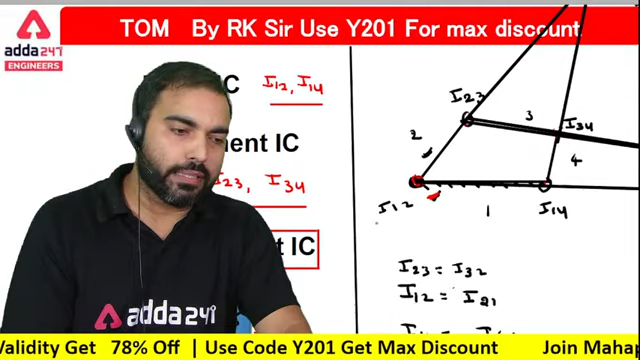 TOM By RK Sir Use Y201 For max discount
adda247
ENGINEERS
IC I12, I14
nent IC
I23, I34
t IC
I23
3
I34
2
4
I12
1
I14
I23 = I32
I12 = I21
adda247
Validity Get 78% Off | Use Code Y201 Get Max Discount Join Mahap